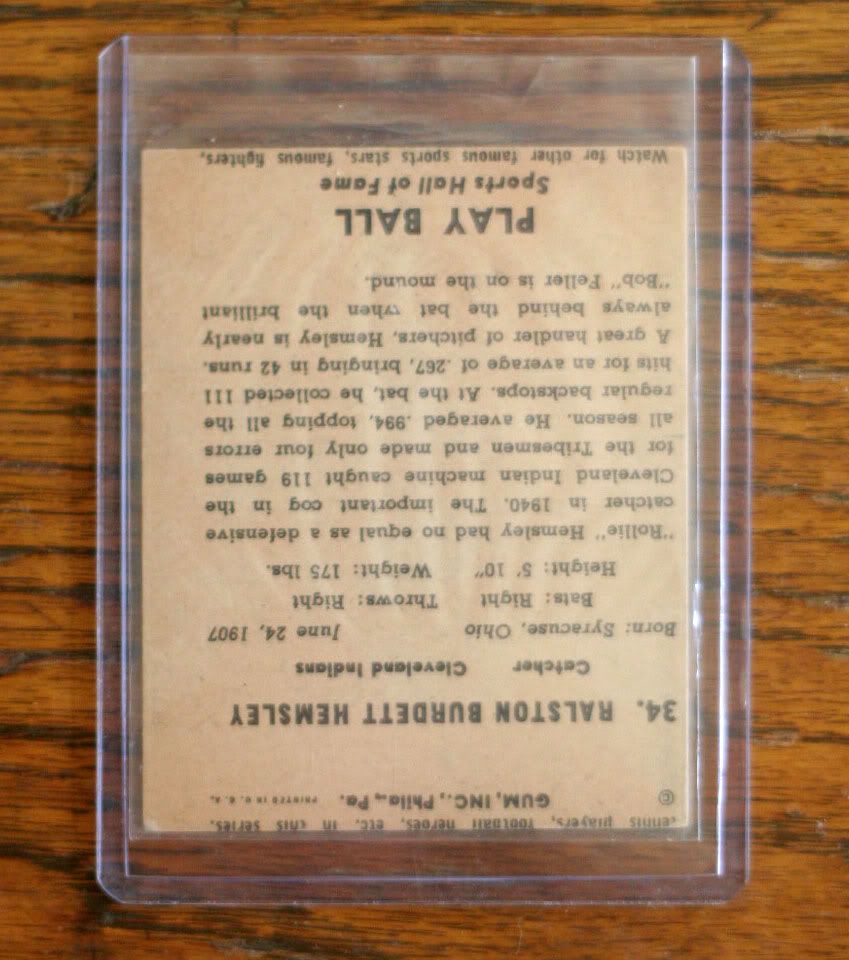 tennis players, football heroes, etc. in this series.
© GUM, INC., Phila., Pa. PRINTED IN U. S. A.
34. RALSTON BURDETT HEMSLEY
Catcher Cleveland Indians
Born: Syracuse, Ohio June 24, 1907
Bats: Right Throws: Right
Height: 5' 10" Weight: 175 lbs.
"Rollie" Hemsley had no equal as a defensive
catcher in 1940. The important cog in the
Cleveland Indian machine caught 119 games
for the Tribesmen and made only four errors
all season. He averaged .994, topping all the
regular backstops. At the bat, he collected 111
hits for an average of .267, bringing in 42 runs.
A great handler of pitchers, Hemsley is nearly
always behind the bat when the brilliant
"Bob" Feller is on the mound.
PLAY BALL
Sports Hall of Fame
Watch for other famous sports stars, famous fighters,